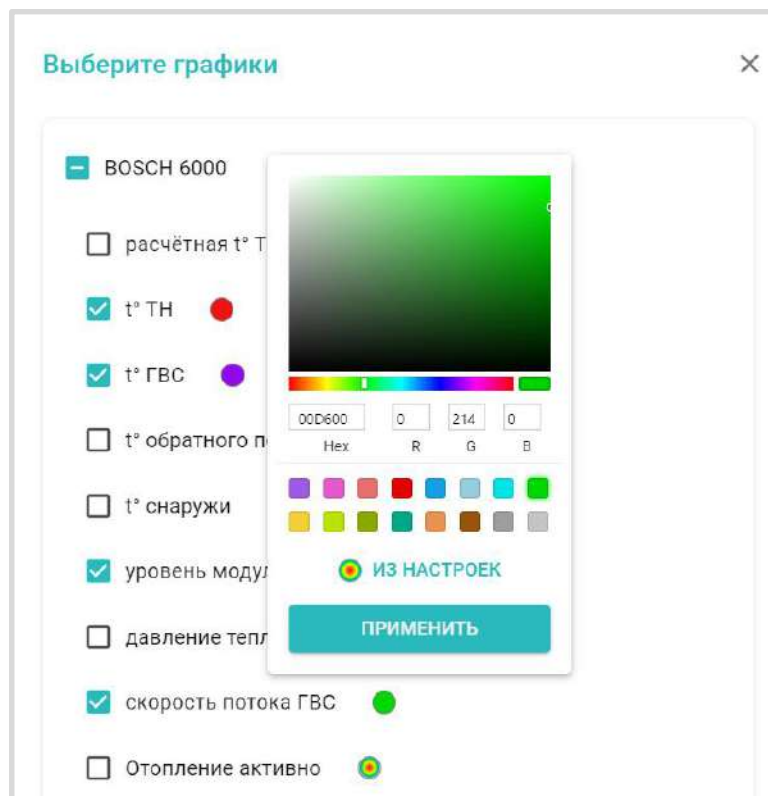 Выберите графики
BOSCH 6000
расчётная t° Т
t° ТН
t° ГВС
t° обратного п
t° снаружи
уровень модул
давление тепл
скорость потока ГВС
Отопление активно
00D600 0 214 0
Hex R G B
ИЗ НАСТРОЕК
ПРИМЕНИТЬ